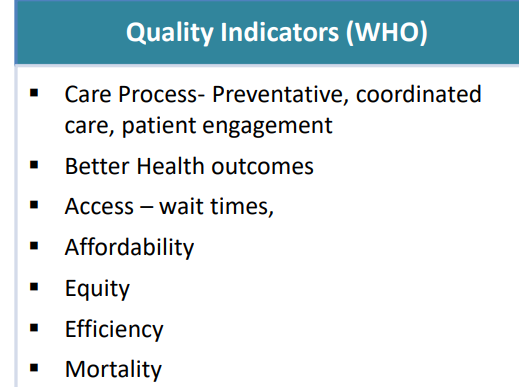 Quality Indicators (WHO)
▪ Care Process- Preventative, coordinated
care, patient engagement
▪ Better Health outcomes
▪ Access – wait times,
▪ Affordability
▪ Equity
▪ Efficiency
▪ Mortality